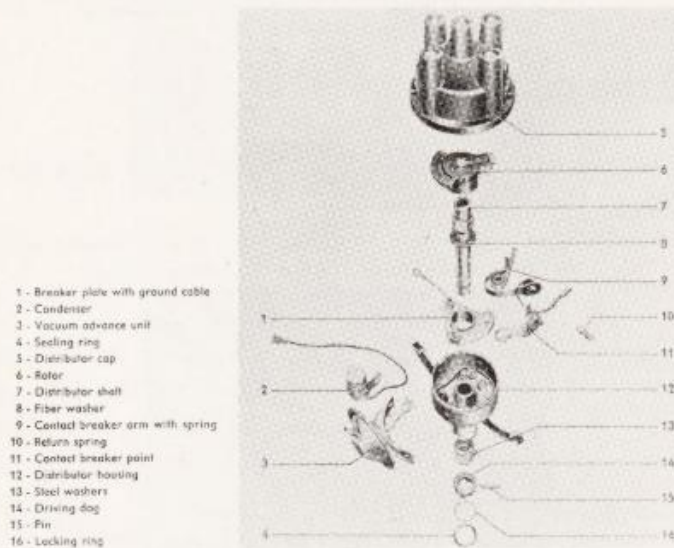 1 - Breaker plate with ground cable
2 - Condenser
3 - Vacuum advance unit
4 - Sealing ring
5 - Distributor cap
6 - Rotor
7 - Distributor shaft
8 - Fiber washer
9 - Contact breaker arm with spring
10 - Return spring
11 - Contact breaker point
12 - Distributor housing
13 - Steel washers
14 - Driving dog
15 - Pin
16 - Locking ring
5
6
7
8
9
1
10
11
2
12
13
3
14
15
4
16